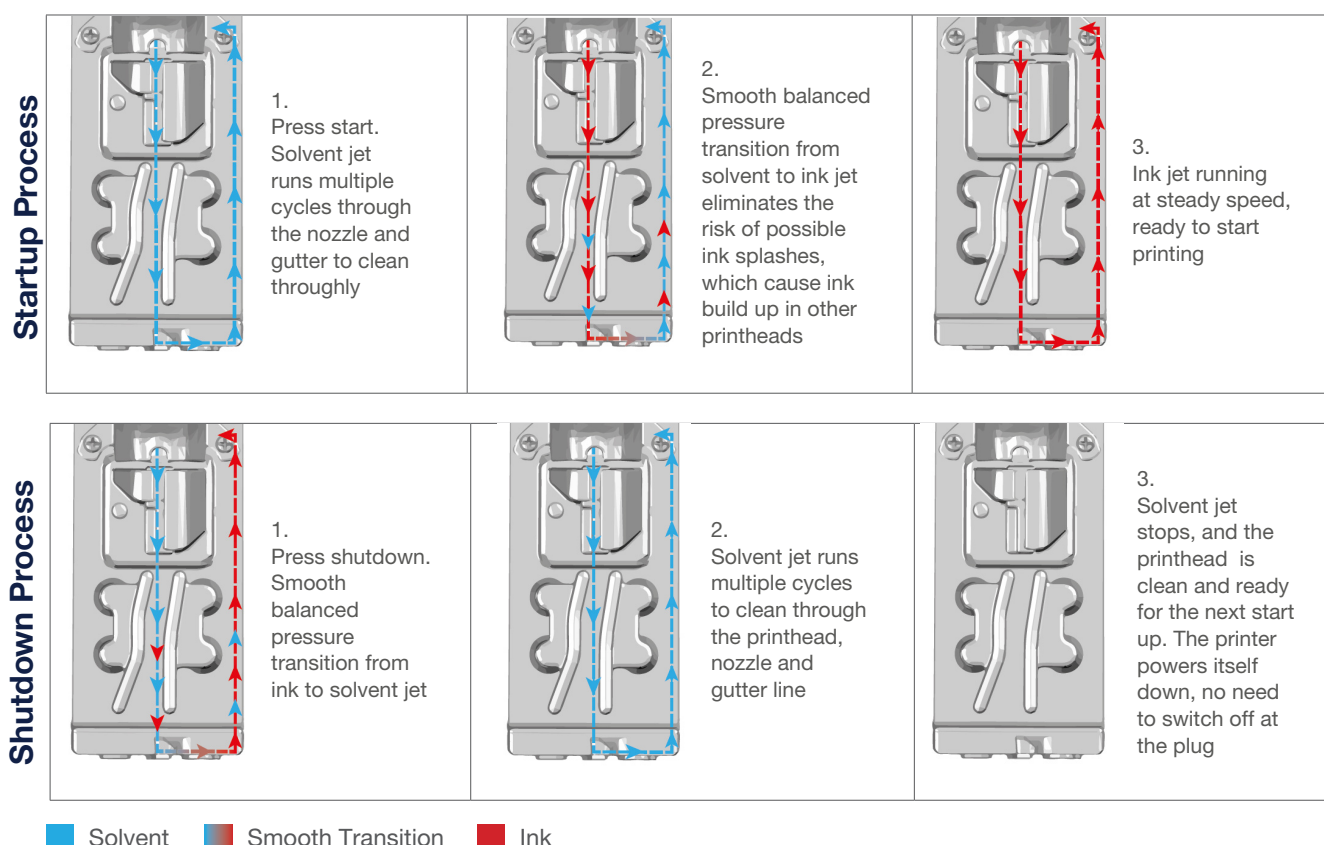 Startup Process
1.
Press start.
Solvent jet
runs multiple
cycles through
the nozzle and
gutter to clean
throughly
2.
Smooth balanced
pressure
transition from
solvent to ink jet
eliminates the
risk of possible
ink splashes,
which cause ink
build up in other
printheads
3.
Ink jet running
at steady speed,
ready to start
printing
Shutdown Process
1.
Press shutdown.
Smooth
balanced
pressure
transition from
ink to solvent jet
2.
Solvent jet runs
multiple cycles
to clean through
the printhead,
nozzle and
gutter line
3.
Solvent jet
stops, and the
printhead is
clean and ready
for the next start
up. The printer
powers itself
down, no need
to switch off at
the plug
Solvent Smooth Transition Ink